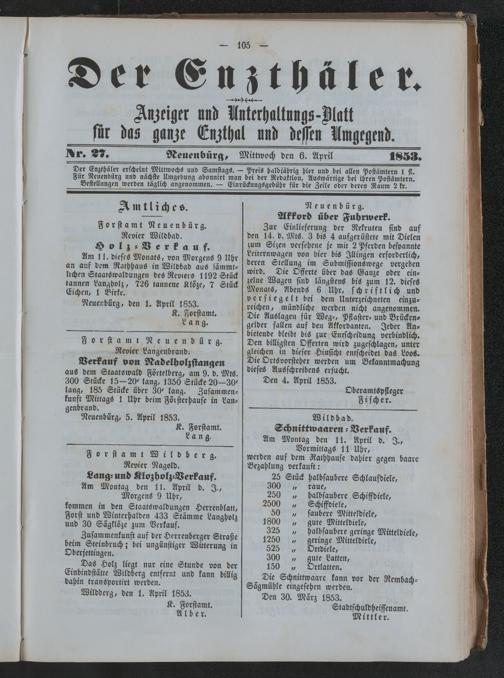 — 105 —
Der Enzthäler.
Anzeiger und Unterhaltungs-Blatt
für das ganze Enzthal und dessen Umgegend.
Nr. 27. Neuenbürg, Mittwoch den 6. April 1853.
Der Enzthäler erscheint Mittwochs und Samstags. — Preis halbjährig hier und bei allen Postämtern 1 fl.
Für Neuenbürg und nächste Umgebung abonnirt man bei der Redaktion, Auswärtige bei ihren Postämtern.
Bestellungen werden täglich angenommen. — Einrückungsgebühr für die Zeile oder deren Raum 2 kr.
Amtliches.
Forstamt Neuenbürg.
Revier Wildbad.
Holz-Verkauf.
Am 11. dieses Monats, von Morgens 9 Uhr
an auf dem Rathhaus in Wildbad aus sämmt-
lichen Staatswaldungen des Reviers 1192 Stück
tannen Langholz, 726 tannene Klöze, 7 Stück
Eichen, 1 Birke.
Neuenbürg, den 1. April 1853.
K. Forstamt.
Lang.
Forstamt Neuenbürg.
Revier Langenbrand.
Verkauf von Nadelholzstangen
aus dem Staatswald Förtelberg, am 9. d. Mts.
300 Stücke 15—20' lang, 1350 Stücke 20—30'
lang, 185 Stücke über 30' lang. Zusammen-
kunft Mittags 1 Uhr beim Försterhause in Lan-
genbrand.
Neuenbürg, 5. April 1853.
K. Forstamt.
Lang.
Forstamt Wildberg.
Revier Nagold.
Lang- und Klozholz-Verkauf.
Am Montag den 11. April d. J.,
Morgens 9 Uhr,
kommen in den Staatswaldungen Herrenblatt,
Forst und Winterhalden 433 Stämme Langholz
und 30 Sägklöze zum Verkauf.
Zusammenkunft auf der Herrenberger Straße
beim Steinbruch; bei ungünstiger Witterung in
Oberjettingen.
Das Holz liegt nur eine Stunde von der
Einbindstätte Wildberg entfernt und kann billig
dahin transportirt werden.
Wildberg, den 1. April 1853.
K. Forstamt.
Alber.
Neuenbürg.
Akkord über Fuhrwerk.
Zur Einlieferung der Rekruten sind auf
den 14. d. Mts. 3 bis 4 aufgerüstete mit Dielen
zum Sizen versehene je mit 2 Pferden bespannte
Leiternwagen von hier bis Illingen erforderlich,
deren Stellung im Submissionswege vergeben
wird. Die Offerte über das Ganze oder ein-
zelne Wagen sind längstens bis zum 12. dieses
Monats, Abends 6 Uhr, schriftlich und
versiegelt bei dem Unterzeichneten einzu-
reichen, mündliche werden nicht angenommen.
Die Auslagen für Weg-, Pflaster- und Brücken-
gelder fallen auf den Akkordanten. Jeder An-
bietende bleibt bis zur Entscheidung verbindlich.
Den billigsten Offerten wird zugeschlagen, unter
gleichen in dieser Hinsicht entscheidet das Loos.
Die Ortsvorsteher werden um Bekanntmachung
dieses Ausschreibens ersucht.
Den 4. April 1853.
Oberamtspfleger
Fischer.
Wildbad.
Schnittwaaren-Verkauf.
Am Montag den 11. April d. J.,
Vormittags 11 Uhr,
werden auf dem Rathhause dahier gegen baare
Bezahlung verkauft:
25 Stück halbsaubere Schlaufdiele,
300 „ raue,
250 „ halbsaubere Schiffdiele,
2500 „ Schiffdiele,
50 „ saubere Mitteldiele,
1800 „ gute Mitteldiele,
325 „ halbsaubere geringe Mitteldiele,
1250 „ geringe Mitteldiele,
525 „ Ordiele,
300 „ gute Latten,
150 „ Ortlatten.
Die Schnittwaare kann vor der Rembach-
Sägmühle eingesehen werden.
Den 30. März 1853.
Stadtschuldheissenamt.
Mittler.